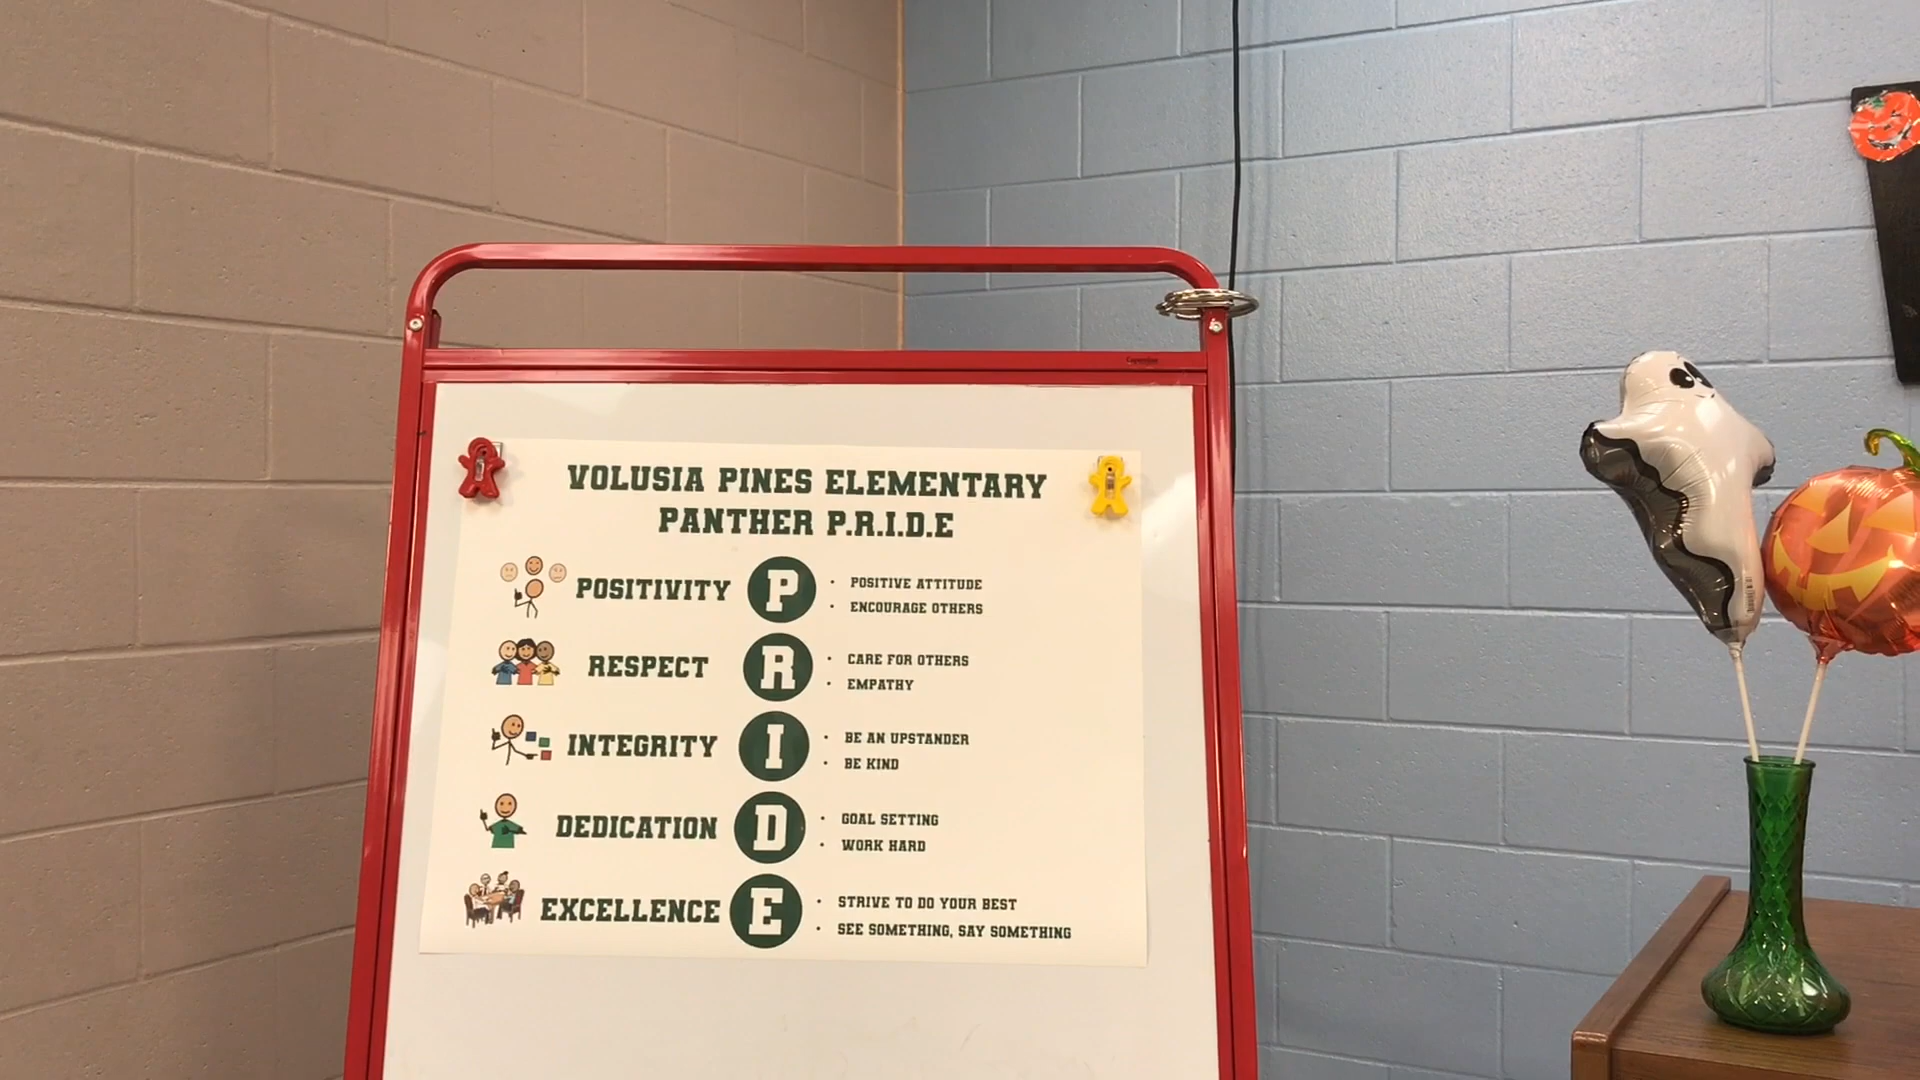 VOLUSIA PINES ELEMENTARY
PANTHER P.R.I.D.E
POSITIVITY P • POSITIVE ATTITUDE
• ENCOURAGE OTHERS
RESPECT R • CARE FOR OTHERS
• EMPATHY
INTEGRITY I • BE AN UPSTANDER
• BE KIND
DEDICATION D • GOAL SETTING
• WORK HARD
EXCELLENCE E • STRIVE TO DO YOUR BEST
• SEE SOMETHING, SAY SOMETHING